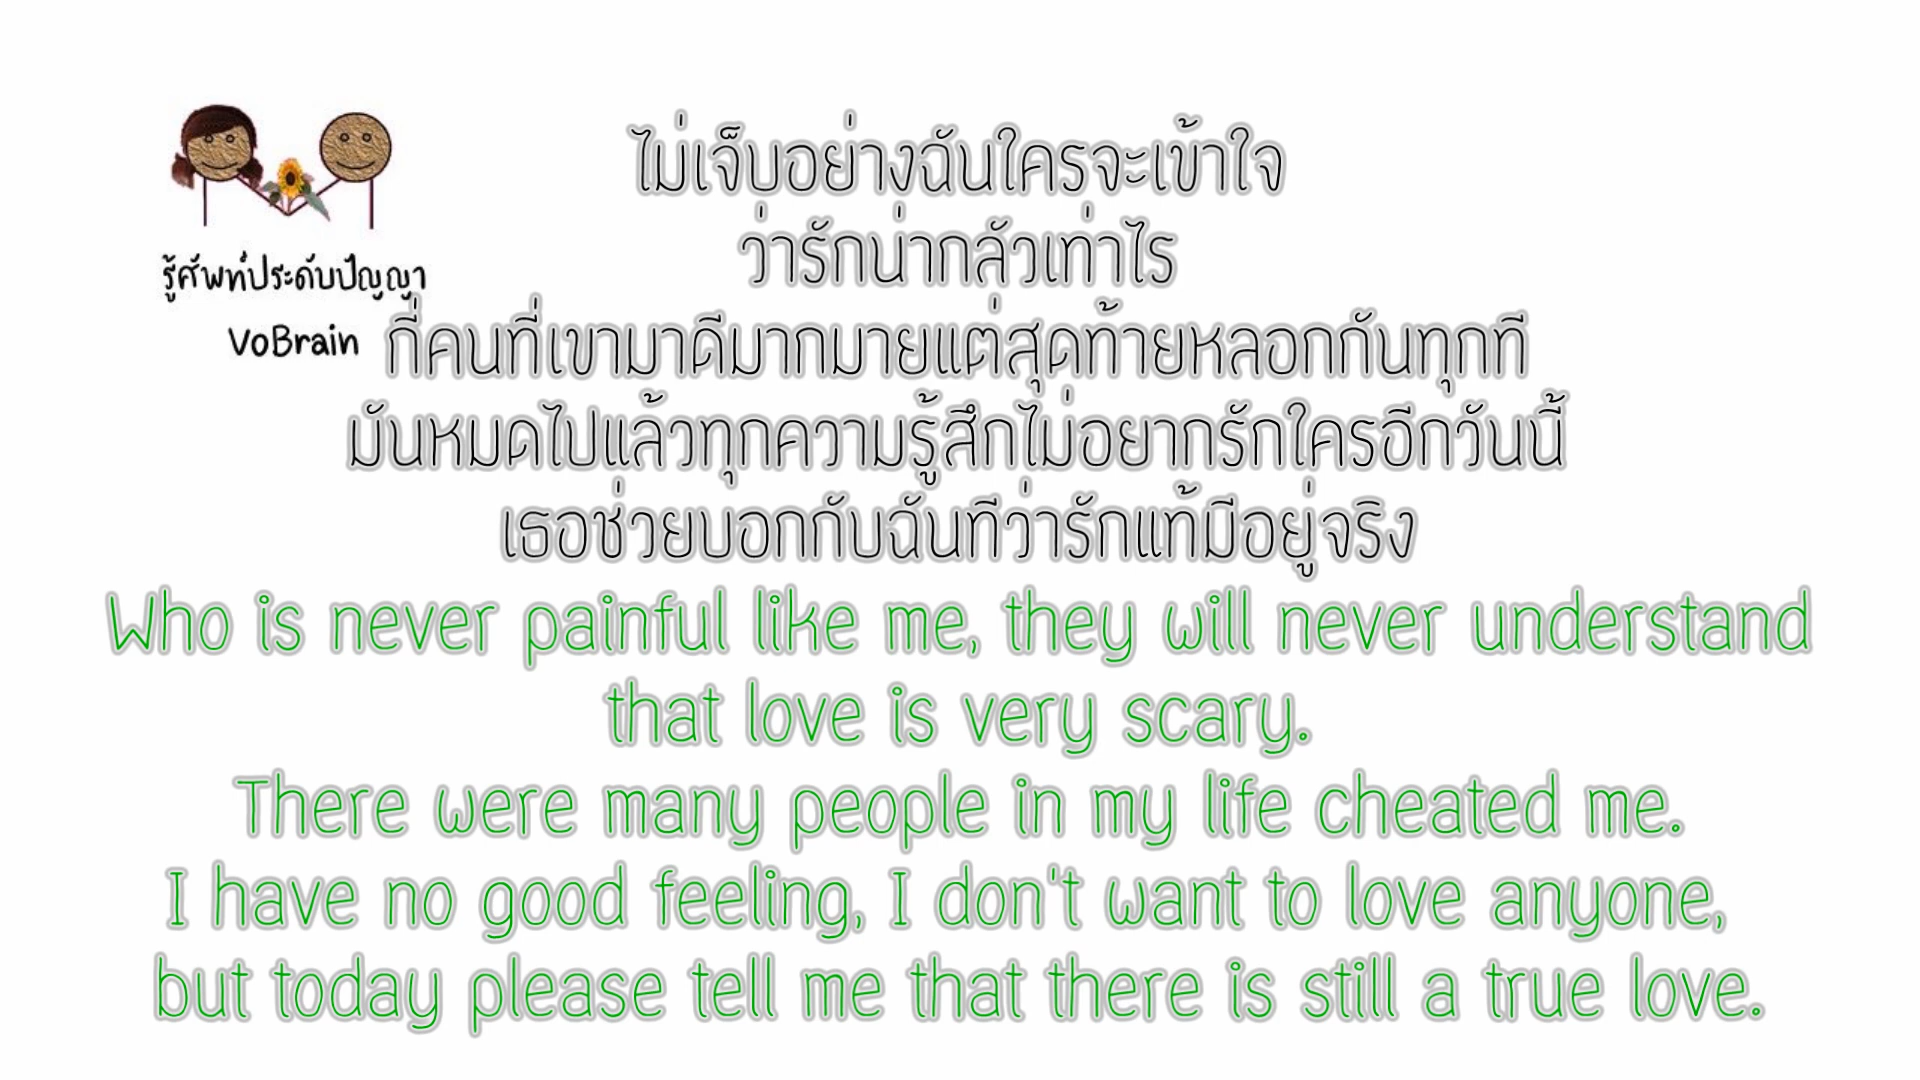 รู้ศัพท์ประดับปัญญา
VoBrain
ไม่เจ็บอย่างฉันใครจะเข้าใจ
ว่ารักน่ากลัวเท่าไร
กี่คนที่เขามาดีมากมายแต่สุดท้ายหลอกกันทุกที
มันหมดไปแล้วทุกความรู้สึกไม่อยากรักใครอีกวันนี้
เธอช่วยบอกกับฉันทีว่ารักแท้มีอยู่จริง
Who is never painful like me, they will never understand
that love is very scary.
There were many people in my life cheated me.
I have no good feeling, I don't want to love anyone,
but today please tell me that there is still a true love.